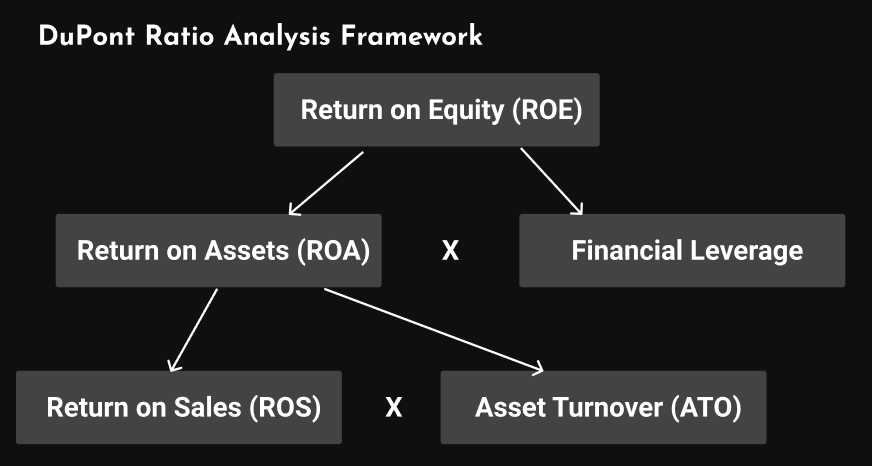 DuPont Ratio Analysis Framework
Return on Equity (ROE)
Return on Assets (ROA) X Financial Leverage
Return on Sales (ROS) X Asset Turnover (ATO)